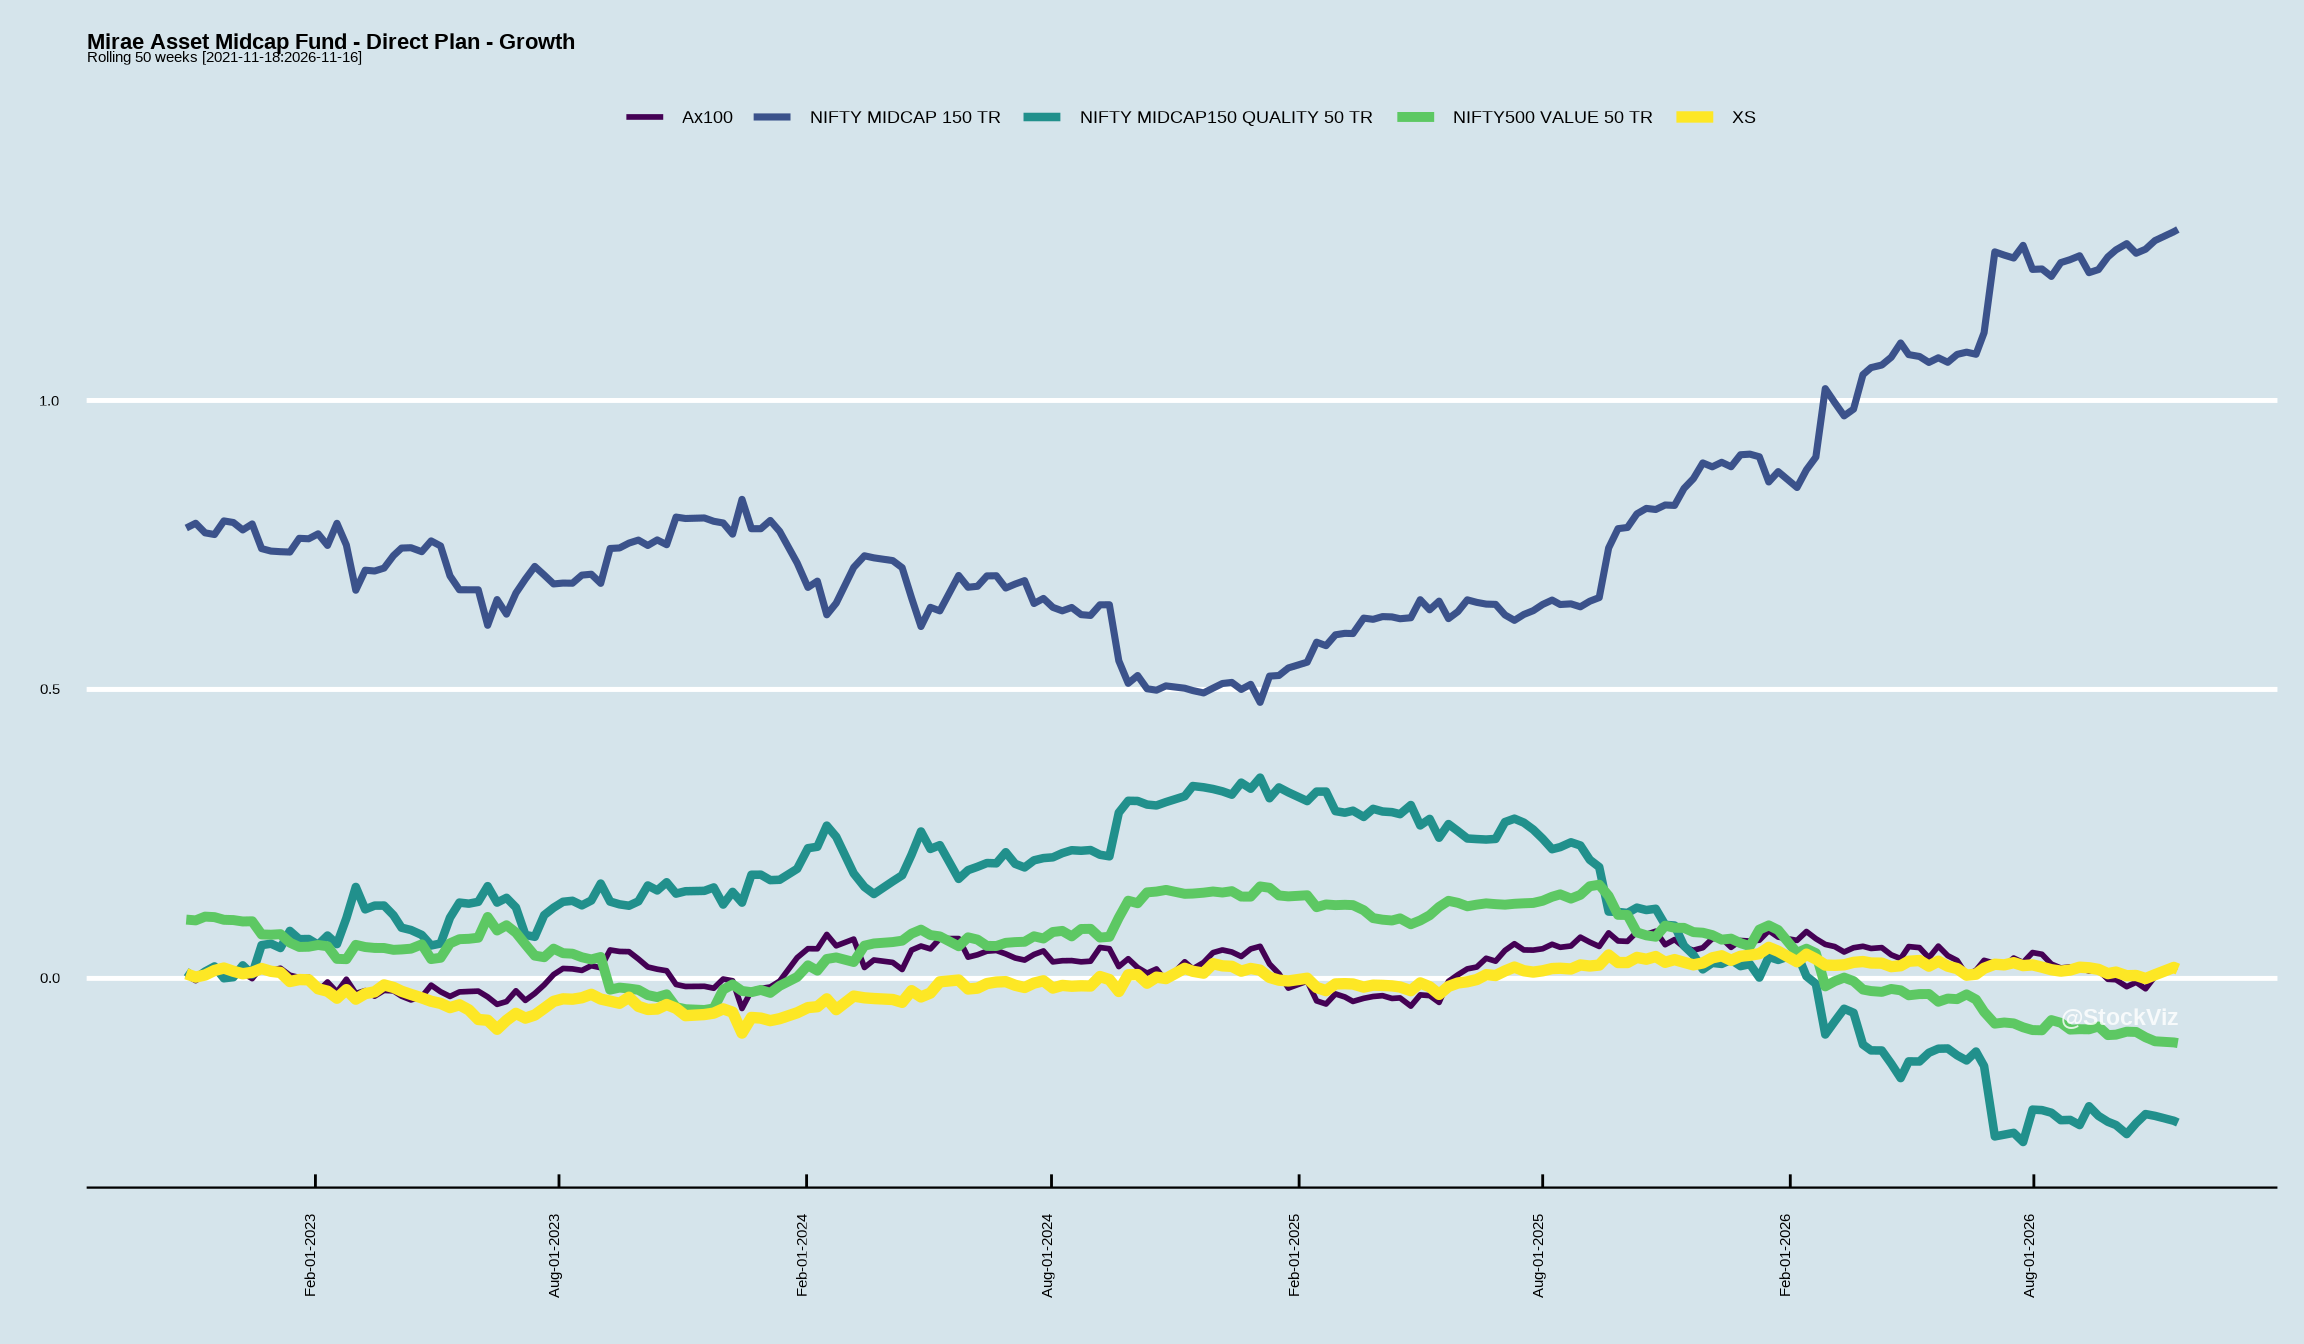 Mirae Asset Midcap Fund - Direct Plan - Growth
Rolling 50 weeks [2021-11-18:2026-11-16]
Ax100 NIFTY MIDCAP 150 TR NIFTY MIDCAP150 QUALITY 50 TR NIFTY500 VALUE 50 TR XS
1.0
0.5
0.0
@StockViz
Feb-01-2023
Aug-01-2023
Feb-01-2024
Aug-01-2024
Feb-01-2025
Aug-01-2025
Feb-01-2026
Aug-01-2026